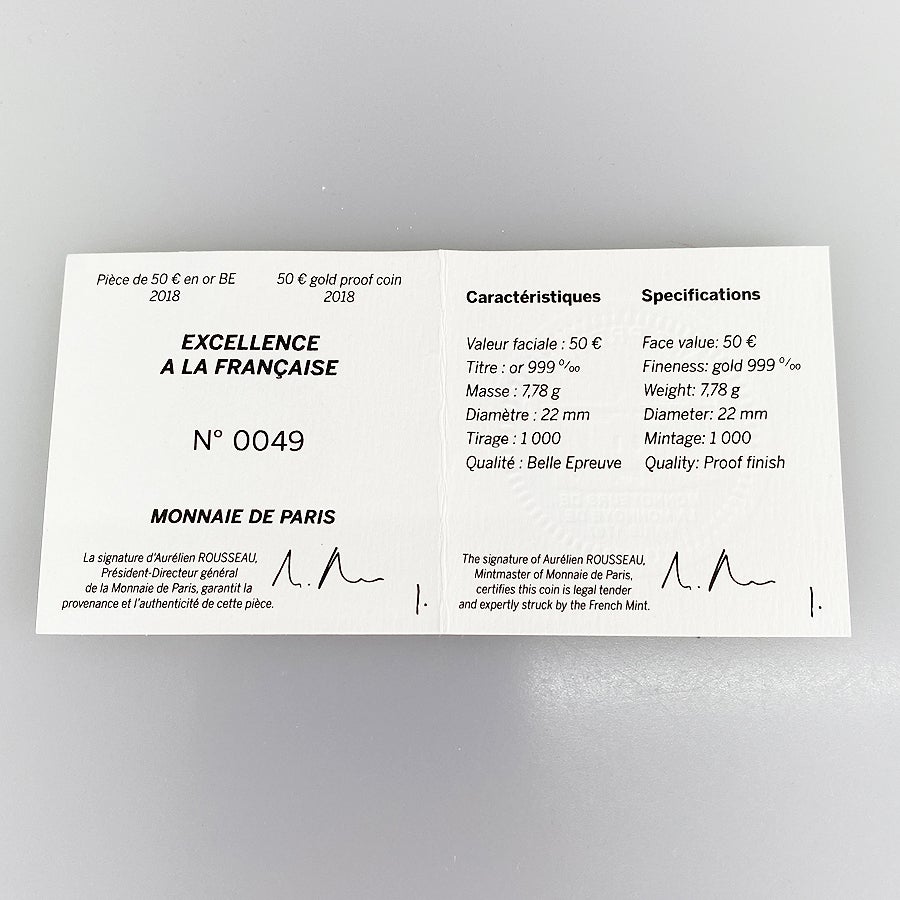 Pièce de 50 € en or BE
2018
50 € gold proof coin
2018
EXCELLENCE
A LA FRANÇAISE
N° 0049
MONNAIE DE PARIS
La signature d'Aurélien ROUSSEAU,
Président-Directeur général
de la Monnaie de Paris, garantit la
provenance et l'authenticité de cette pièce.
Caractéristiques
Valeur faciale : 50 €
Titre : or 999 ‰
Masse : 7,78 g
Diamètre : 22 mm
Tirage : 1 000
Qualité : Belle Epreuve
Specifications
Face value: 50 €
Fineness: gold 999 ‰
Weight: 7,78 g
Diameter: 22 mm
Mintage: 1 000
Quality: Proof finish
The signature of Aurélien ROUSSEAU,
Mintmaster of Monnaie de Paris,
certifies this coin is legal tender
and expertly struck by the French Mint.